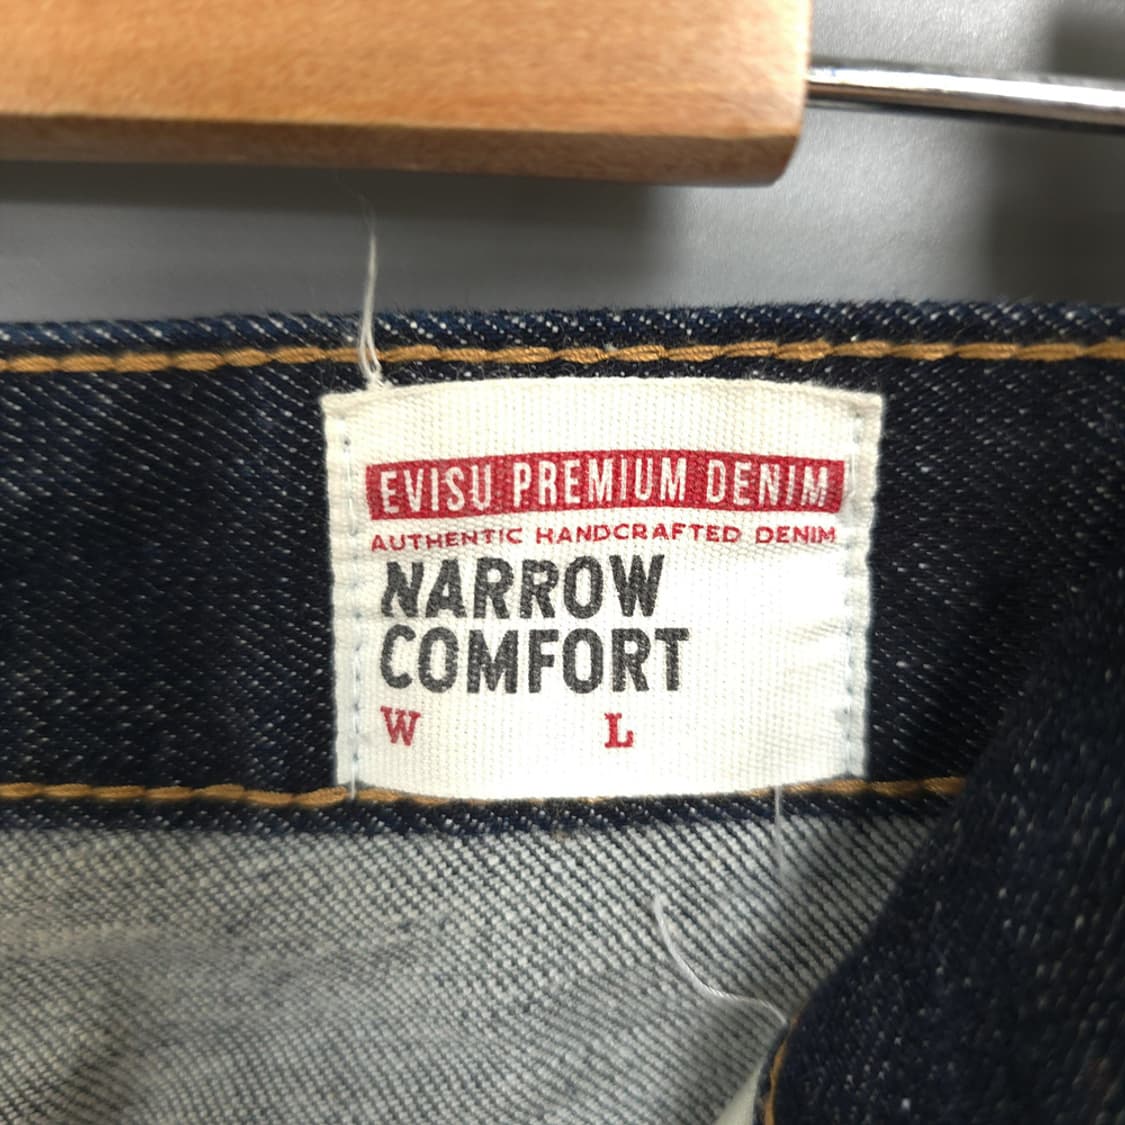 EVISU PREMIUM DENIM
AUTHENTIC HANDCRAFTED DENIM
NARROW
COMFORT
W L